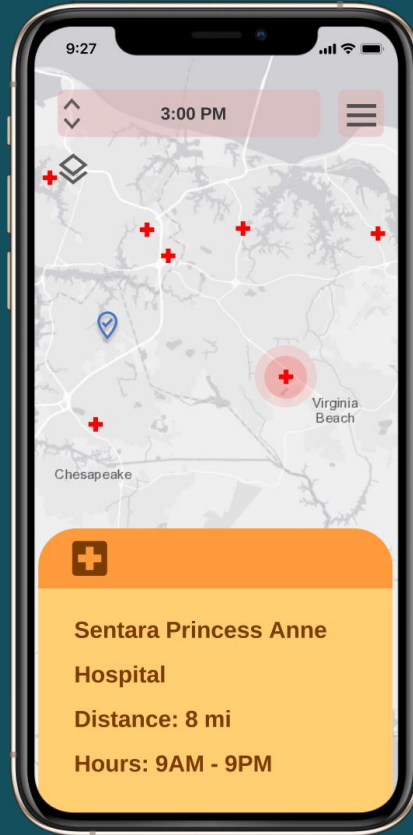 9:27
3:00 PM
Virginia
Beach
Chesapeake
Sentara Princess Anne
Hospital
Distance: 8 mi
Hours: 9AM - 9PM